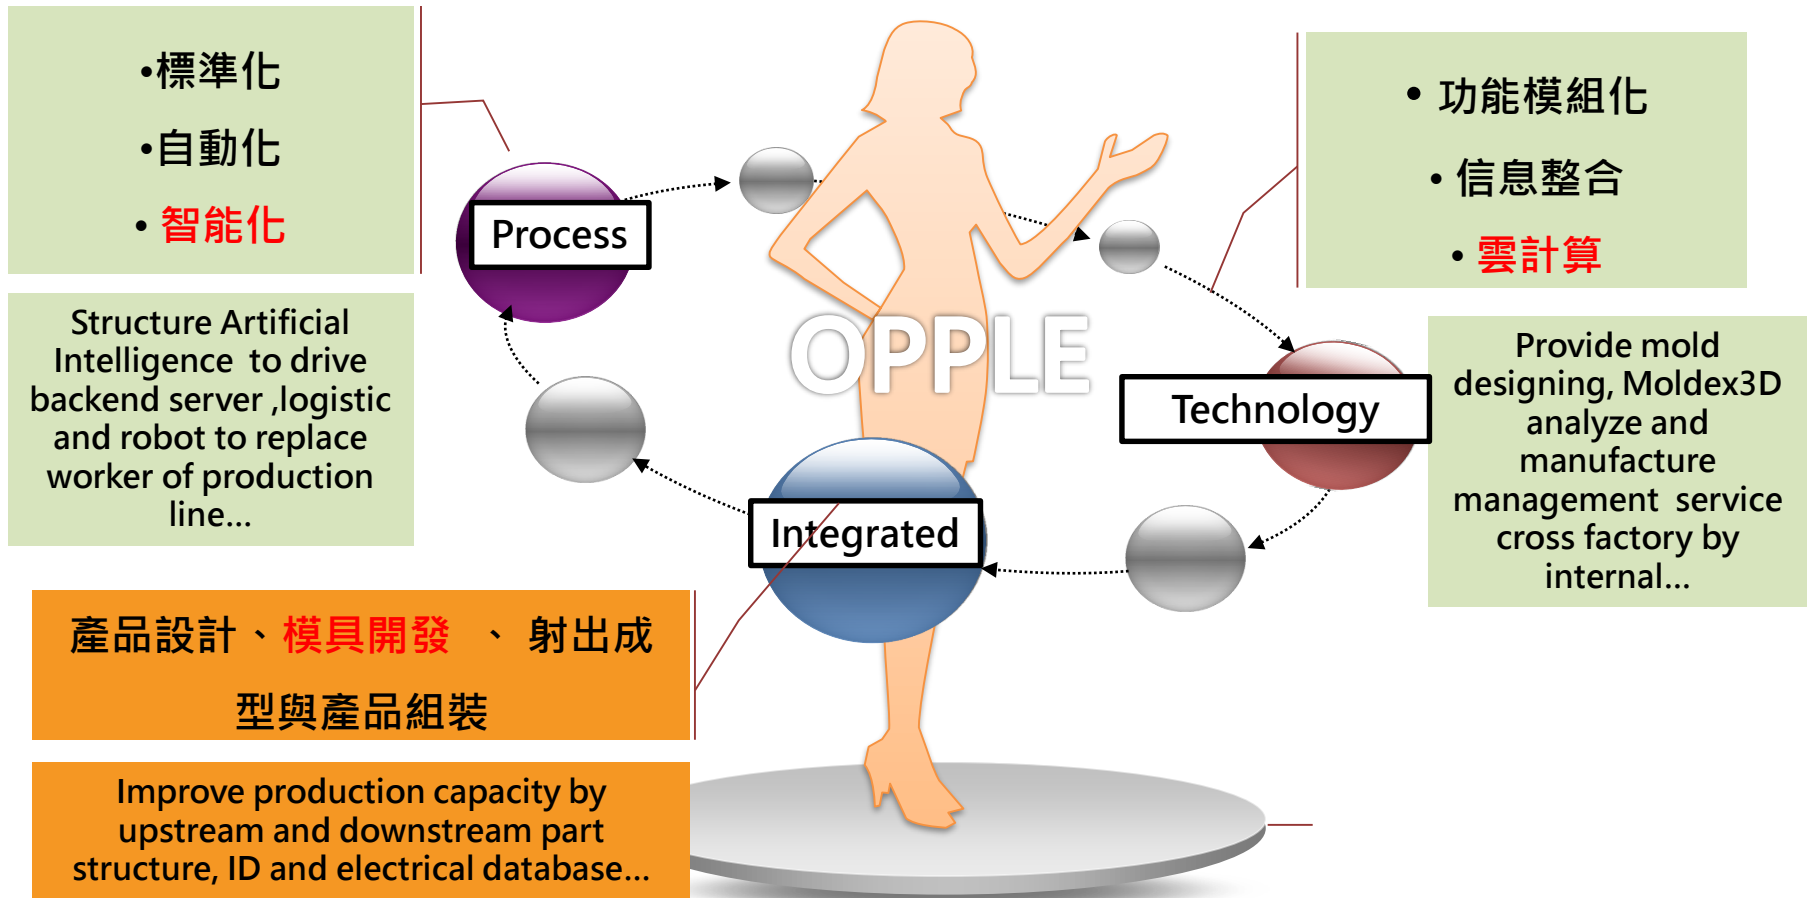 •標準化
•自動化
• 智能化
Process
Structure Artificial
Intelligence to drive
backend server ,logistic
and robot to replace
worker of production
line...
• 功能模組化
• 信息整合
• 雲計算
OPPLE
Technology
Provide mold
designing, Moldex3D
analyze and
manufacture
management service
cross factory by
internal...
Integrated
產品設計、模具開發 、 射出成
型與產品組裝
Improve production capacity by
upstream and downstream part
structure, ID and electrical database...